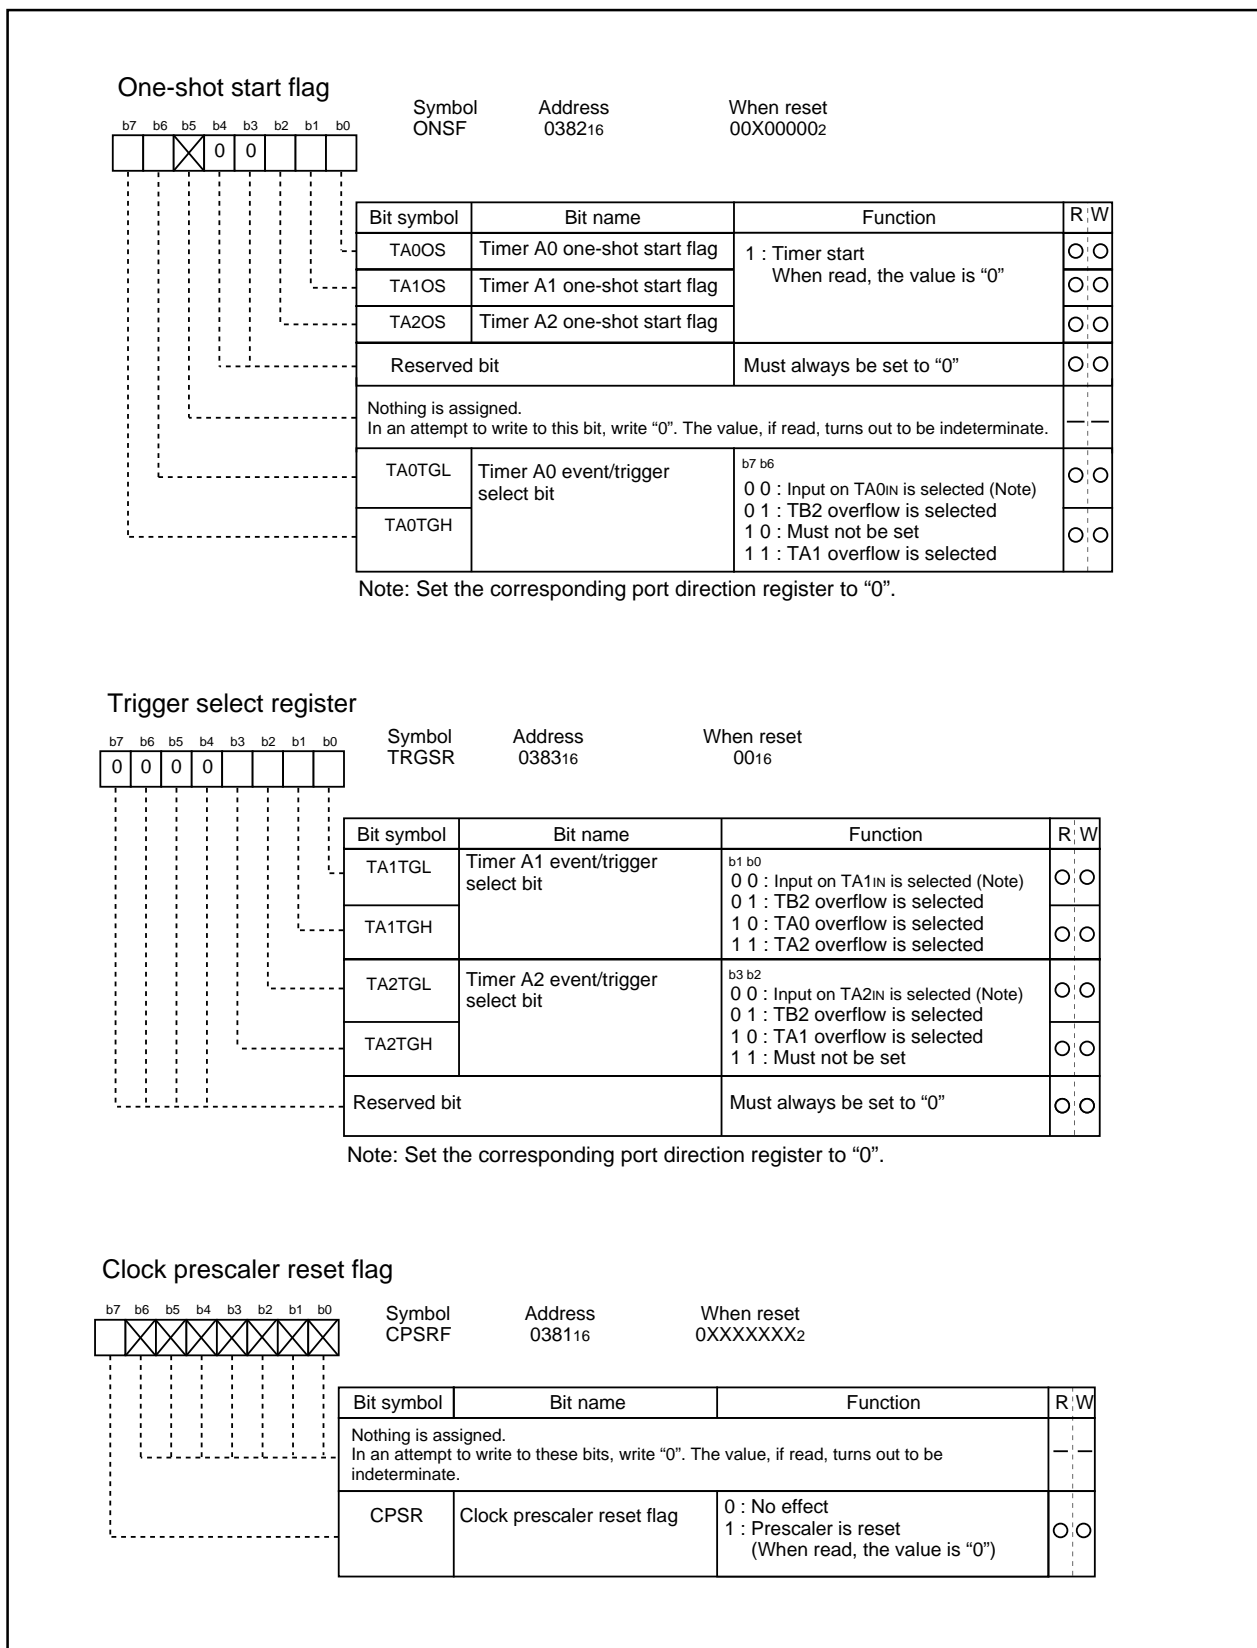 One-shot start flag
Symbol Address When reset
ONSF 038216 00X000002
b7 b6 b5 b4 b3 b2 b1 b0
0 0
Bit symbol Bit name Function R W
TA0OS Timer A0 one-shot start flag 1 : Timer start
When read, the value is “0”
TA1OS Timer A1 one-shot start flag
TA2OS Timer A2 one-shot start flag
Reserved bit Must always be set to “0”
Nothing is assigned.
In an attempt to write to this bit, write “0”. The value, if read, turns out to be indeterminate.
TA0TGL Timer A0 event/trigger
select bit
b7 b6
0 0 : Input on TA0IN is selected (Note)
0 1 : TB2 overflow is selected
1 0 : Must not be set
1 1 : TA1 overflow is selected
TA0TGH
Note: Set the corresponding port direction register to “0”.
Trigger select register
Symbol Address When reset
TRGSR 038316 0016
b7 b6 b5 b4 b3 b2 b1 b0
0 0 0 0
Bit symbol Bit name Function R W
TA1TGL Timer A1 event/trigger
select bit
b1 b0
0 0 : Input on TA1IN is selected (Note)
0 1 : TB2 overflow is selected
1 0 : TA0 overflow is selected
1 1 : TA2 overflow is selected
TA1TGH
TA2TGL Timer A2 event/trigger
select bit
b3 b2
0 0 : Input on TA2IN is selected (Note)
0 1 : TB2 overflow is selected
1 0 : TA1 overflow is selected
1 1 : Must not be set
TA2TGH
Reserved bit Must always be set to “0”
Note: Set the corresponding port direction register to “0”.
Clock prescaler reset flag
Symbol Address When reset
CPSRF 038116 0XXXXXXX2
b7 b6 b5 b4 b3 b2 b1 b0
Bit symbol Bit name Function R W
Nothing is assigned.
In an attempt to write to these bits, write “0”. The value, if read, turns out to be
indeterminate.
CPSR Clock prescaler reset flag 0 : No effect
1 : Prescaler is reset
(When read, the value is “0”)